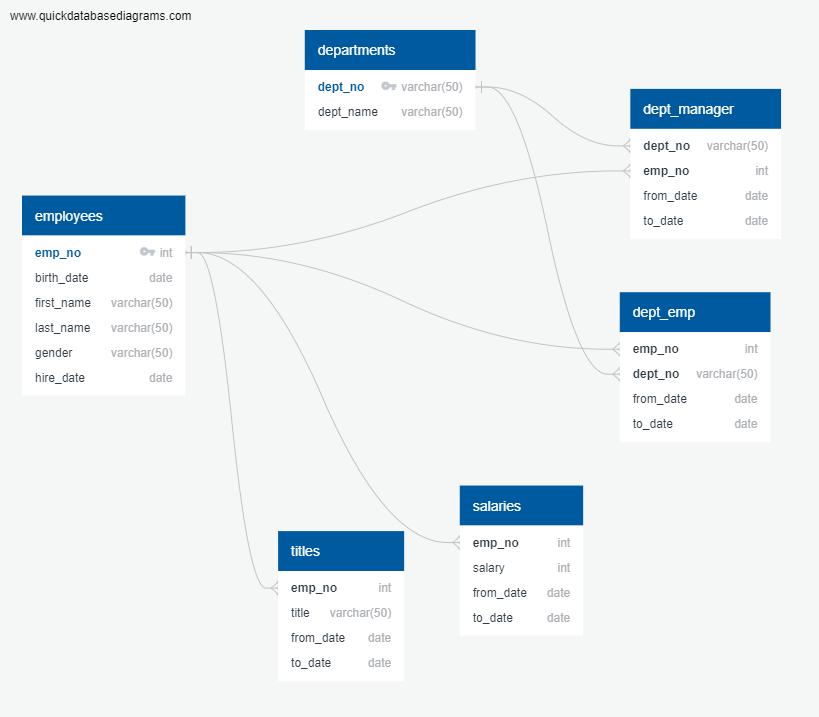 www.quickdatabasediagrams.com
departments
dept_no varchar(50)
dept_name varchar(50)
dept_manager
dept_no varchar(50)
emp_no int
from_date date
to_date date
employees
emp_no int
birth_date date
first_name varchar(50)
last_name varchar(50)
gender varchar(50)
hire_date date
dept_emp
emp_no int
dept_no varchar(50)
from_date date
to_date date
salaries
emp_no int
salary int
from_date date
to_date date
titles
emp_no int
title varchar(50)
from_date date
to_date date